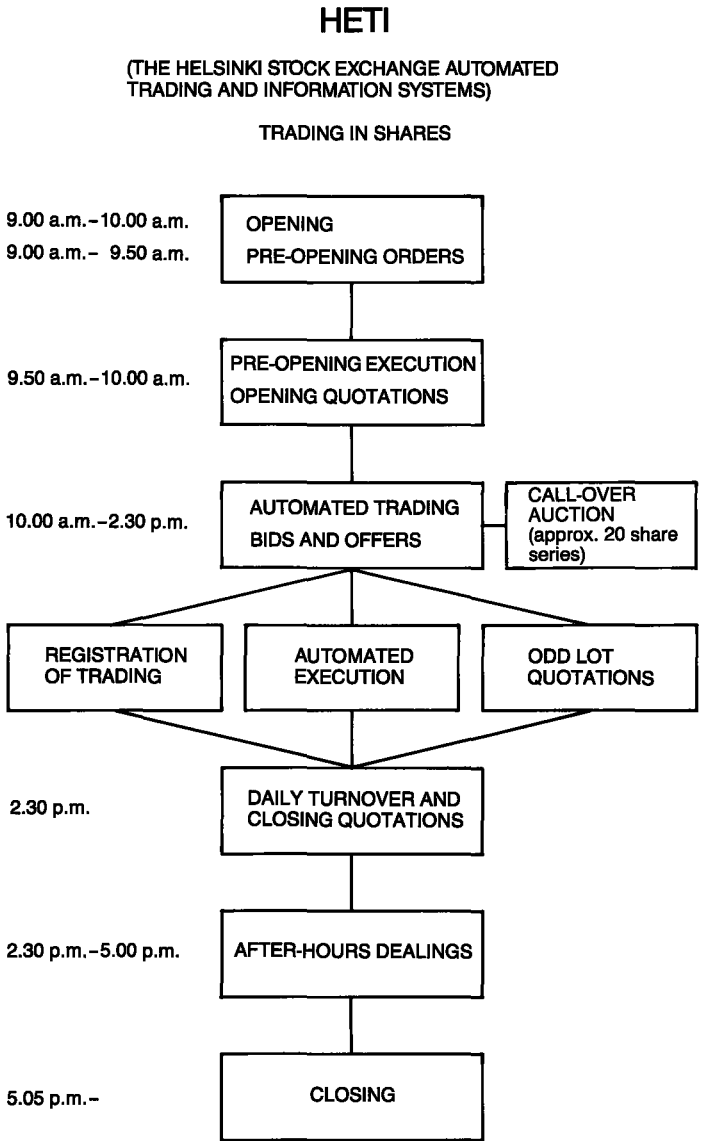 HETI
(THE HELSINKI STOCK EXCHANGE AUTOMATED
TRADING AND INFORMATION SYSTEMS)
TRADING IN SHARES
9.00 a.m.–10.00 a.m. OPENING
9.00 a.m.– 9.50 a.m. PRE-OPENING ORDERS
9.50 a.m.–10.00 a.m.
PRE-OPENING EXECUTION
OPENING QUOTATIONS
10.00 a.m.–2.30 p.m.
AUTOMATED TRADING
BIDS AND OFFERS
CALL-OVER
AUCTION
(approx. 20 share
series)
REGISTRATION
OF TRADING
AUTOMATED
EXECUTION
ODD LOT
QUOTATIONS
2.30 p.m.
DAILY TURNOVER AND
CLOSING QUOTATIONS
2.30 p.m.–5.00 p.m. AFTER-HOURS DEALINGS
5.05 p.m.– CLOSING